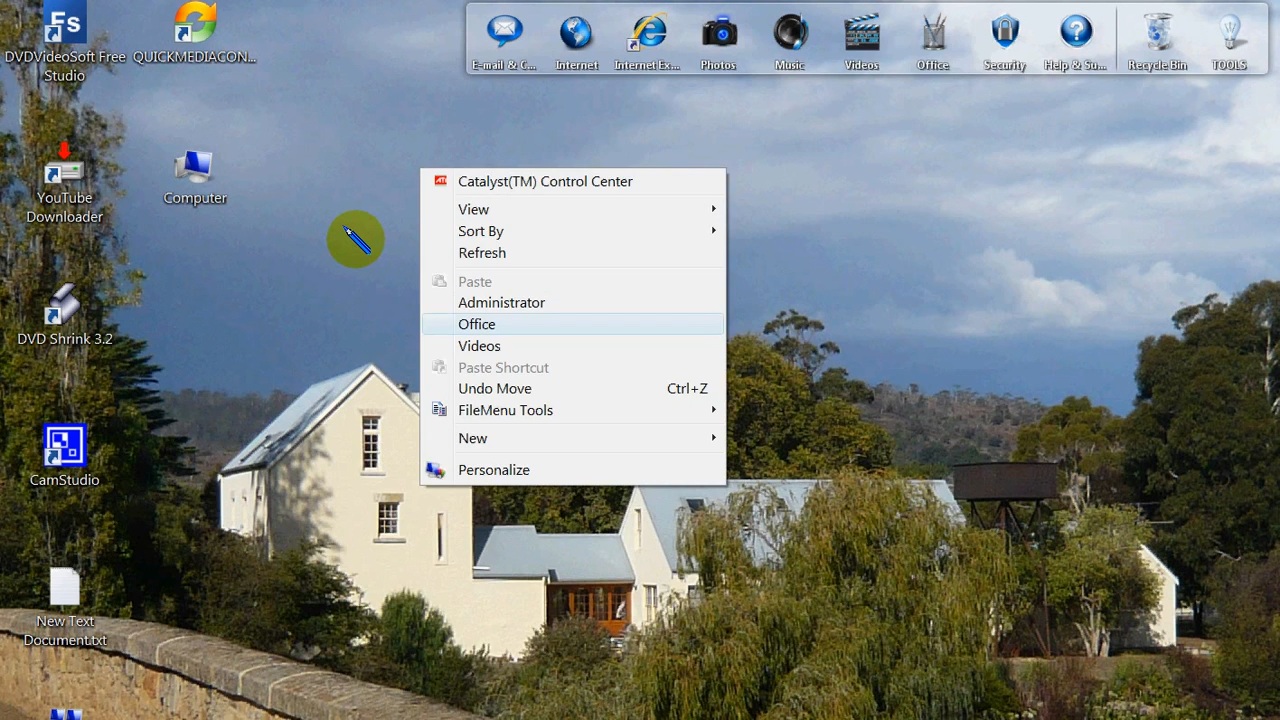 Fs
DVDVideoSoft Free
Studio
QUICKMEDIACON...
E-mail & C...
Internet
Internet Ex...
Photos
Music
Videos
Office
Security
Help & Su...
Recycle Bin
TOOLS
YouTube
Downloader
Computer
DVD Shrink 3.2
CamStudio
New Text
Document.txt
ATI
Catalyst(TM) Control Center
View
Sort By
Refresh
Paste
Administrator
Office
Videos
Paste Shortcut
Undo Move Ctrl+Z
FileMenu Tools
New
Personalize